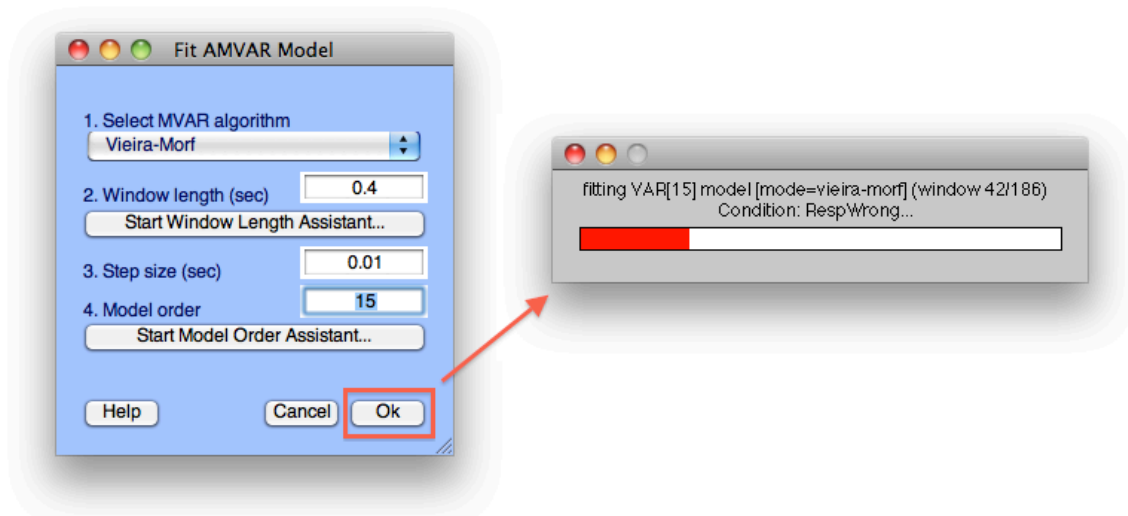 Fit AMVAR Model
1. Select MVAR algorithm
Vieira-Morf
2. Window length (sec)
0.4
Start Window Length Assistant...
3. Step size (sec)
0.01
4. Model order
15
Start Model Order Assistant...
Help
Cancel
Ok
fitting VAR[15] model [mode=vieira-morf] (window 42/186)
Condition: RespWrong...